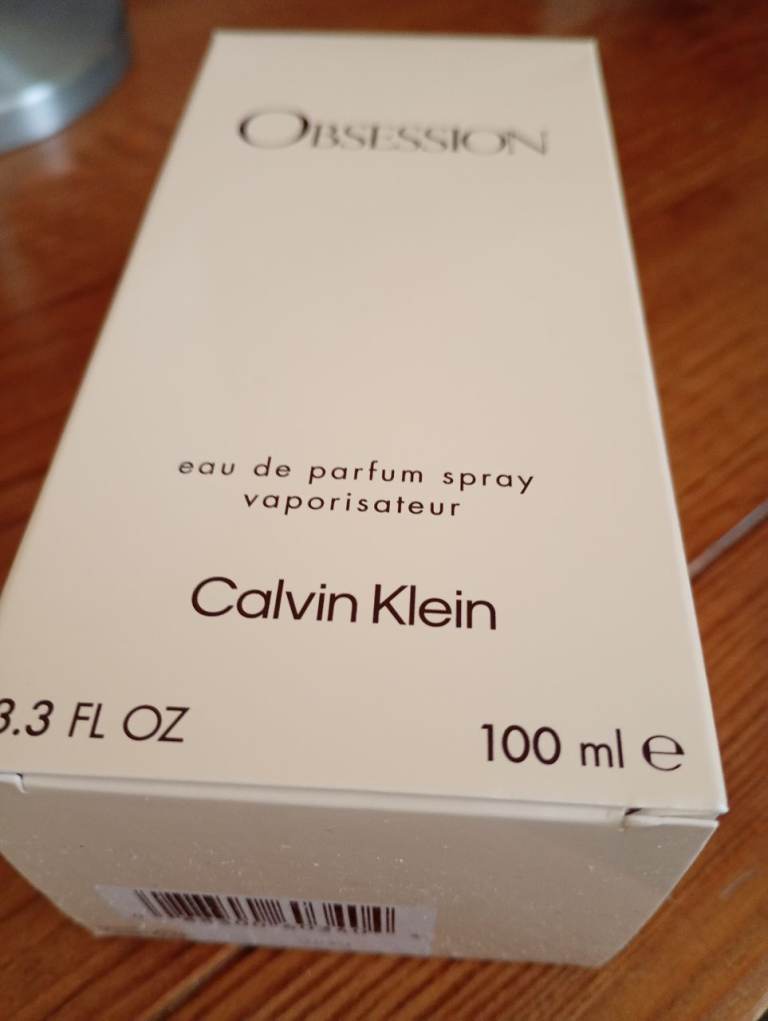 OBSESSION
eau de parfum spray
vaporisateur
Calvin Klein
3.3 FL OZ
100 ml e